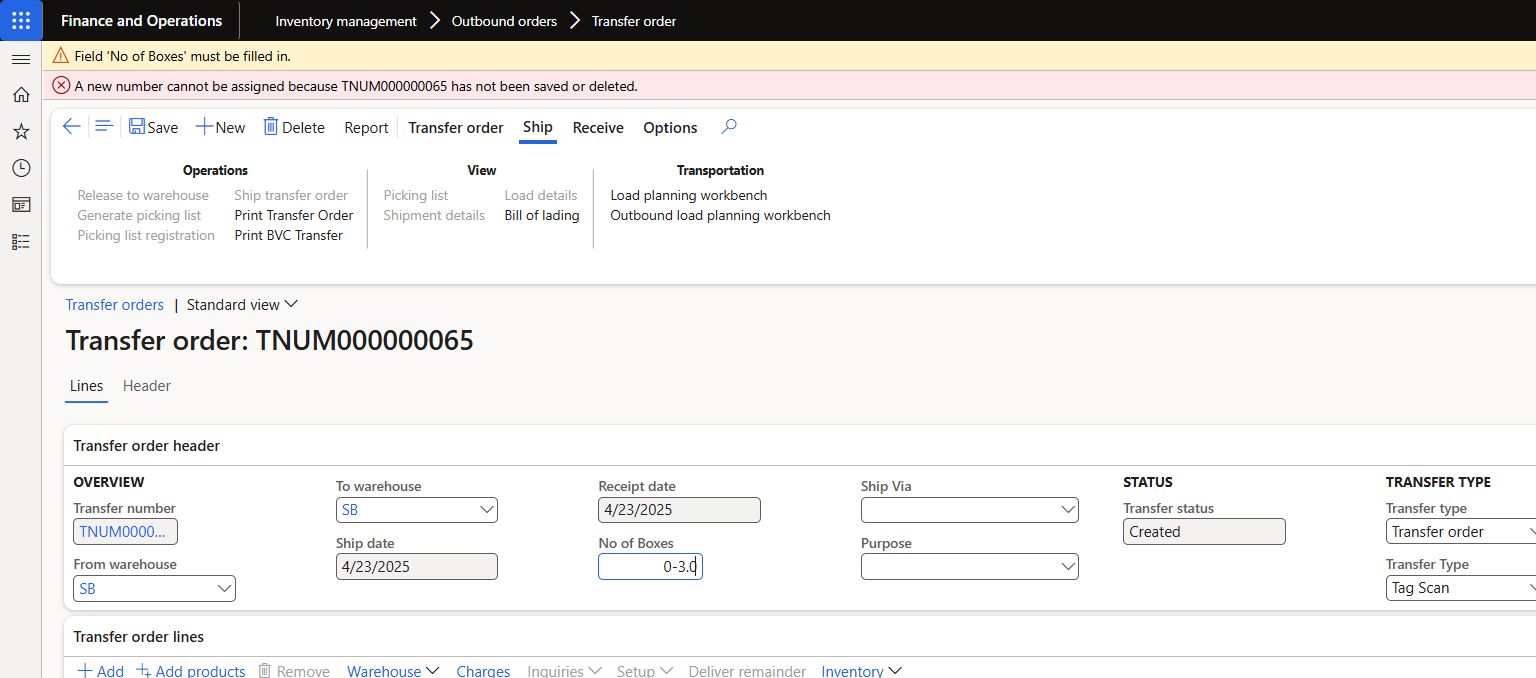 Finance and Operations
Inventory management
Outbound orders
Transfer order
Field 'No of Boxes' must be filled in.
A new number cannot be assigned because TNUM000000065 has not been saved or deleted.
Save
New
Delete
Report
Transfer order
Ship
Receive
Options
Operations
Release to warehouse
Generate picking list
Picking list registration
Ship transfer order
Print Transfer Order
Print BVC Transfer
View
Picking list
Shipment details
Load details
Bill of lading
Transportation
Load planning workbench
Outbound load planning workbench
Transfer orders | Standard view
Transfer order: TNUM000000065
Lines
Header
Transfer order header
OVERVIEW
Transfer number
TNUM0000...
From warehouse
SB
To warehouse
SB
Ship date
4/23/2025
Receipt date
4/23/2025
No of Boxes
0-3.0
Ship Via
Purpose
STATUS
Transfer status
Created
TRANSFER TYPE
Transfer type
Transfer order
Transfer Type
Tag Scan
Transfer order lines
Add
Add products
Remove
Warehouse
Charges
Inquiries
Setup
Deliver remainder
Inventory